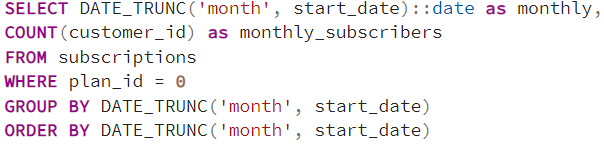 SELECT DATE_TRUNC('month', start_date)::date as monthly,
COUNT(customer_id) as monthly_subscribers
FROM subscriptions
WHERE plan_id = 0
GROUP BY DATE_TRUNC('month', start_date)
ORDER BY DATE_TRUNC('month', start_date)